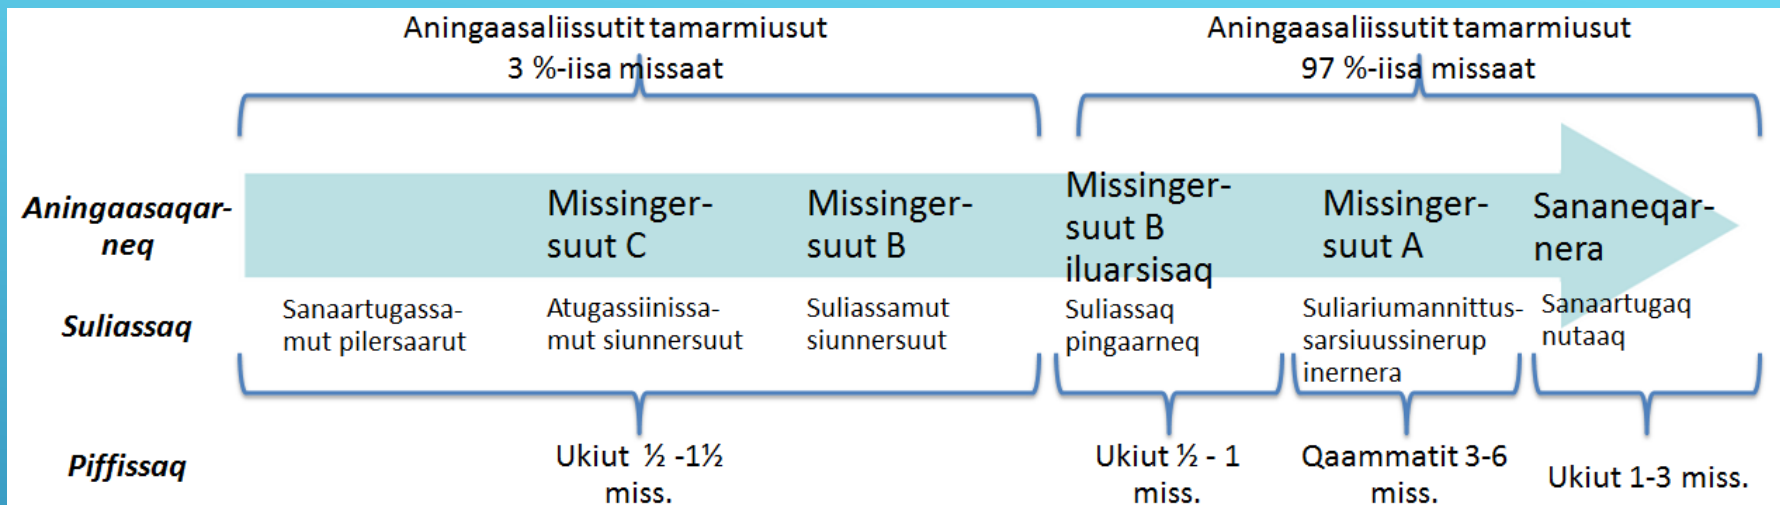 Aningaasaliissutit tamarmiusut
3 %-iisa missaat
Aningaasaliissutit tamarmiusut
97 %-iisa missaat
Aningaasaqar-
neq
Missinger-
suut C
Missinger-
suut B
Missinger-
suut B
iluarsisaq
Missinger-
suut A
Sananeqar-
nera
Suliassaq
Sanaartugassa-
mut pilersaarut
Atugassiinissa-
mut siunnersuut
Suliassamut
siunnersuut
Suliassaq
pingaarneq
Suliariumannittus-
sarsiuussinerup
inernera
Sanaartugaq
nutaaq
Piffissaq
Ukiut ½ -1½
miss.
Ukiut ½ - 1
miss.
Qaammatit 3-6
miss.
Ukiut 1-3 miss.